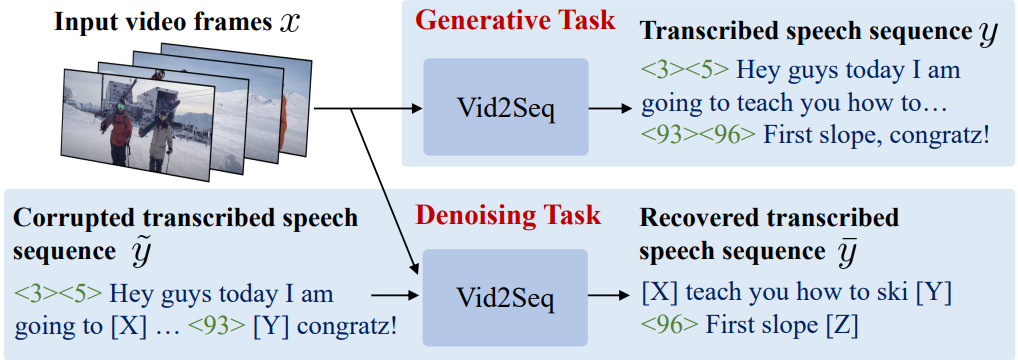 Input video frames x
Generative Task
Vid2Seq
Transcribed speech sequence y
<3><5> Hey guys today I am
going to teach you how to…
<93><96> First slope, congratz!
Corrupted transcribed speech
sequence ỹ
<3><5> Hey guys today I am
going to [X] … <93> [Y] congratz!
Denoising Task
Vid2Seq
Recovered transcribed
speech sequence ȳ
[X] teach you how to ski [Y]
<96> First slope [Z]